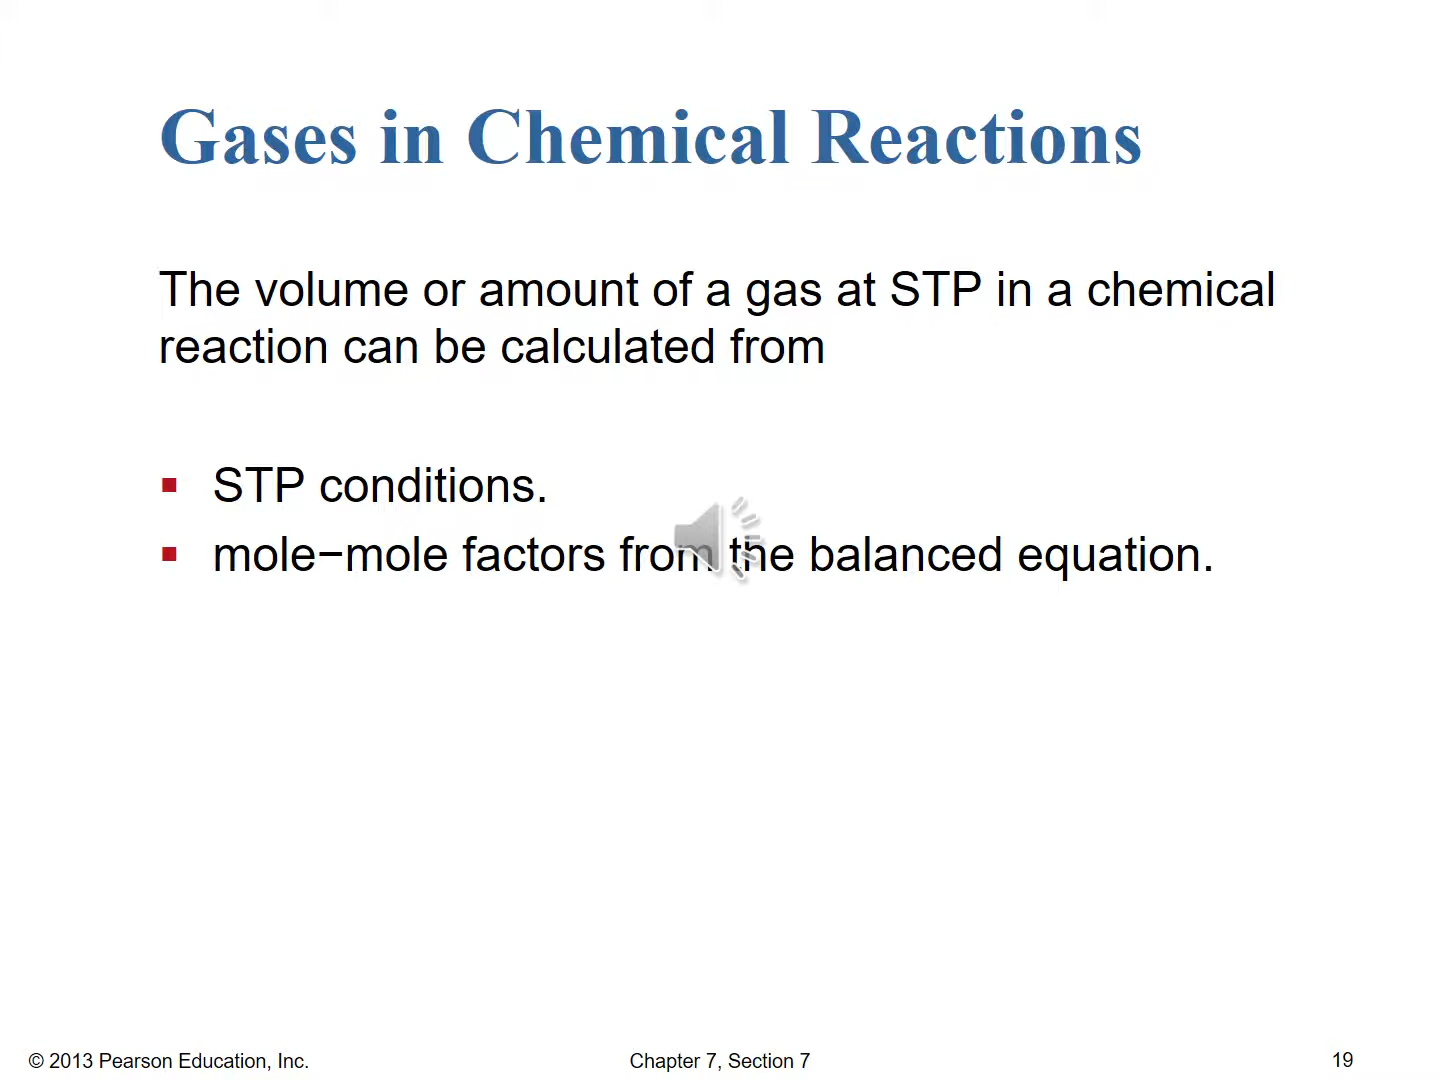 Gases in Chemical Reactions
The volume or amount of a gas at STP in a chemical
reaction can be calculated from
▪ STP conditions.
▪ mole−mole factors from the balanced equation.
© 2013 Pearson Education, Inc.
Chapter 7, Section 7
19